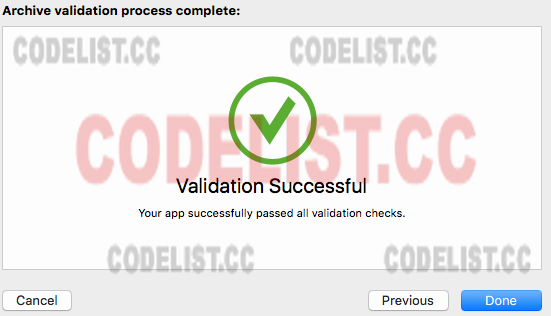 Archive validation process complete:
CODELIST.CC CODELIST.CC
CODELIST.CC
Validation Successful
Your app successfully passed all validation checks.
CODELIST.CC CODELIST.CC
Cancel Previous Done